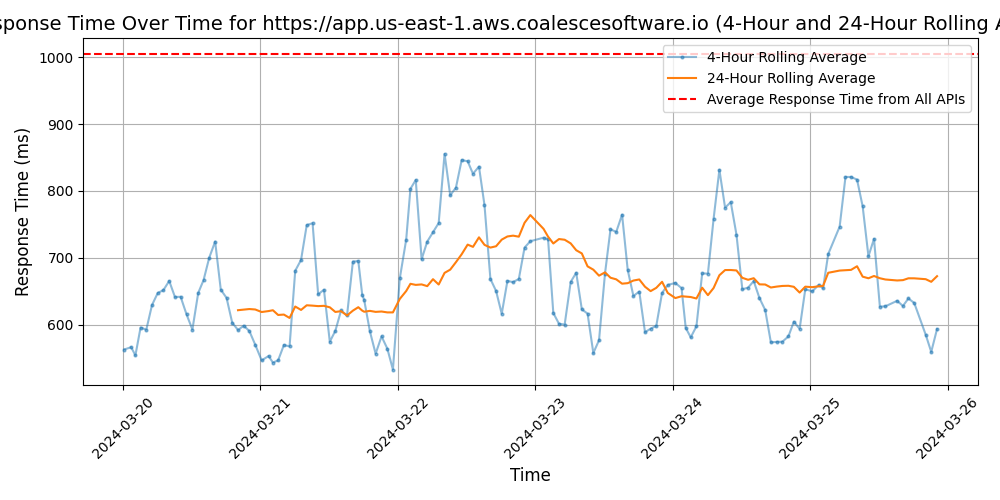 sponse Time Over Time for https://app.us-east-1.aws.coalescesoftware.io (4-Hour and 24-Hour Rolling A
4-Hour Rolling Average
24-Hour Rolling Average
Average Response Time from All APIs
Response Time (ms)
1000
900
800
700
600
2024-03-20
2024-03-21
2024-03-22
2024-03-23
2024-03-24
2024-03-25
2024-03-26
Time